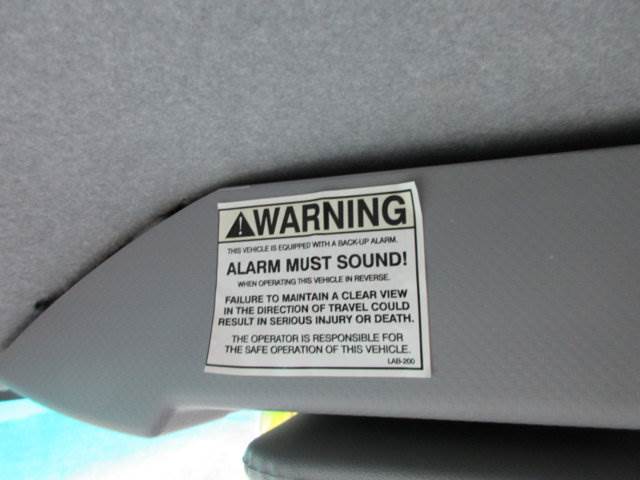 WARNING
THIS VEHICLE IS EQUIPPED WITH A BACK-UP ALARM.
ALARM MUST SOUND!
WHEN OPERATING THIS VEHICLE IN REVERSE.
FAILURE TO MAINTAIN A CLEAR VIEW
IN THE DIRECTION OF TRAVEL COULD
RESULT IN SERIOUS INJURY OR DEATH.
THE OPERATOR IS RESPONSIBLE FOR
THE SAFE OPERATION OF THIS VEHICLE.
LAB-200